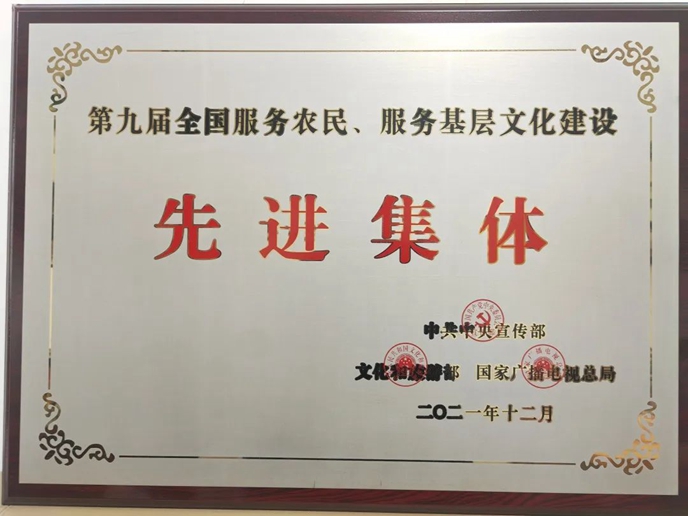 第九届全国服务农民、服务基层文化建设
先进集体
中共中央宣传部
文化和旅游部 国家广播电视总局
二〇二一年十二月